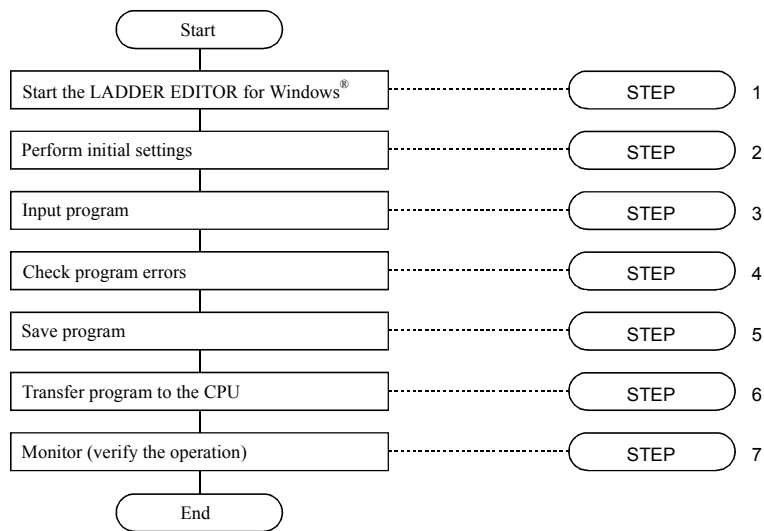 Start
Start the LADDER EDITOR for Windows® STEP 1
Perform initial settings STEP 2
Input program STEP 3
Check program errors STEP 4
Save program STEP 5
Transfer program to the CPU STEP 6
Monitor (verify the operation) STEP 7
End